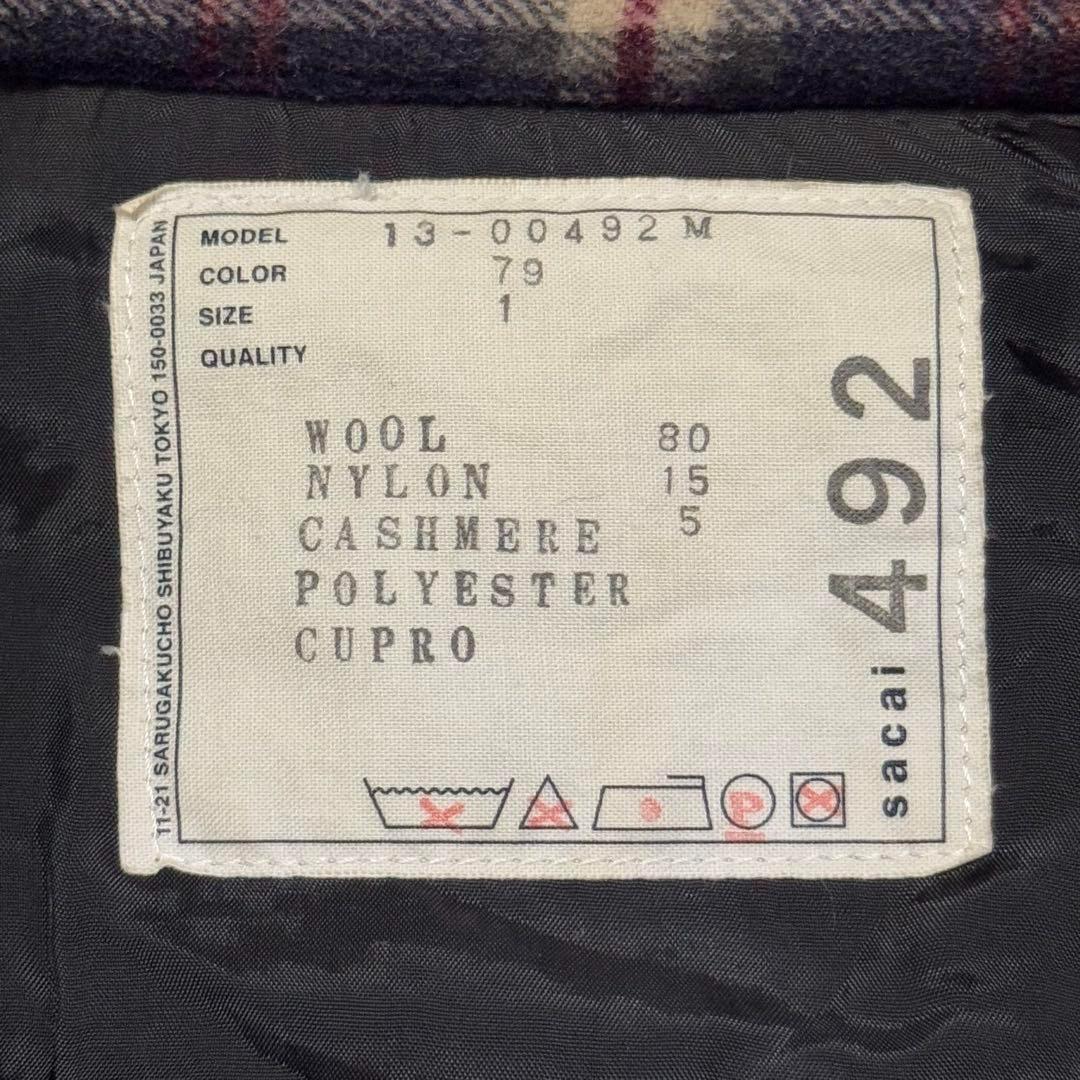 MODEL 13-00492M
COLOR 79
SIZE 1
QUALITY
WOOL 80
NYLON 15
CASHMERE 5
POLYESTER
CUPRO
P
sacai 492
11-21 SARUGAKUCHO SHIBUYAKU TOKYO 150-0033 JAPAN